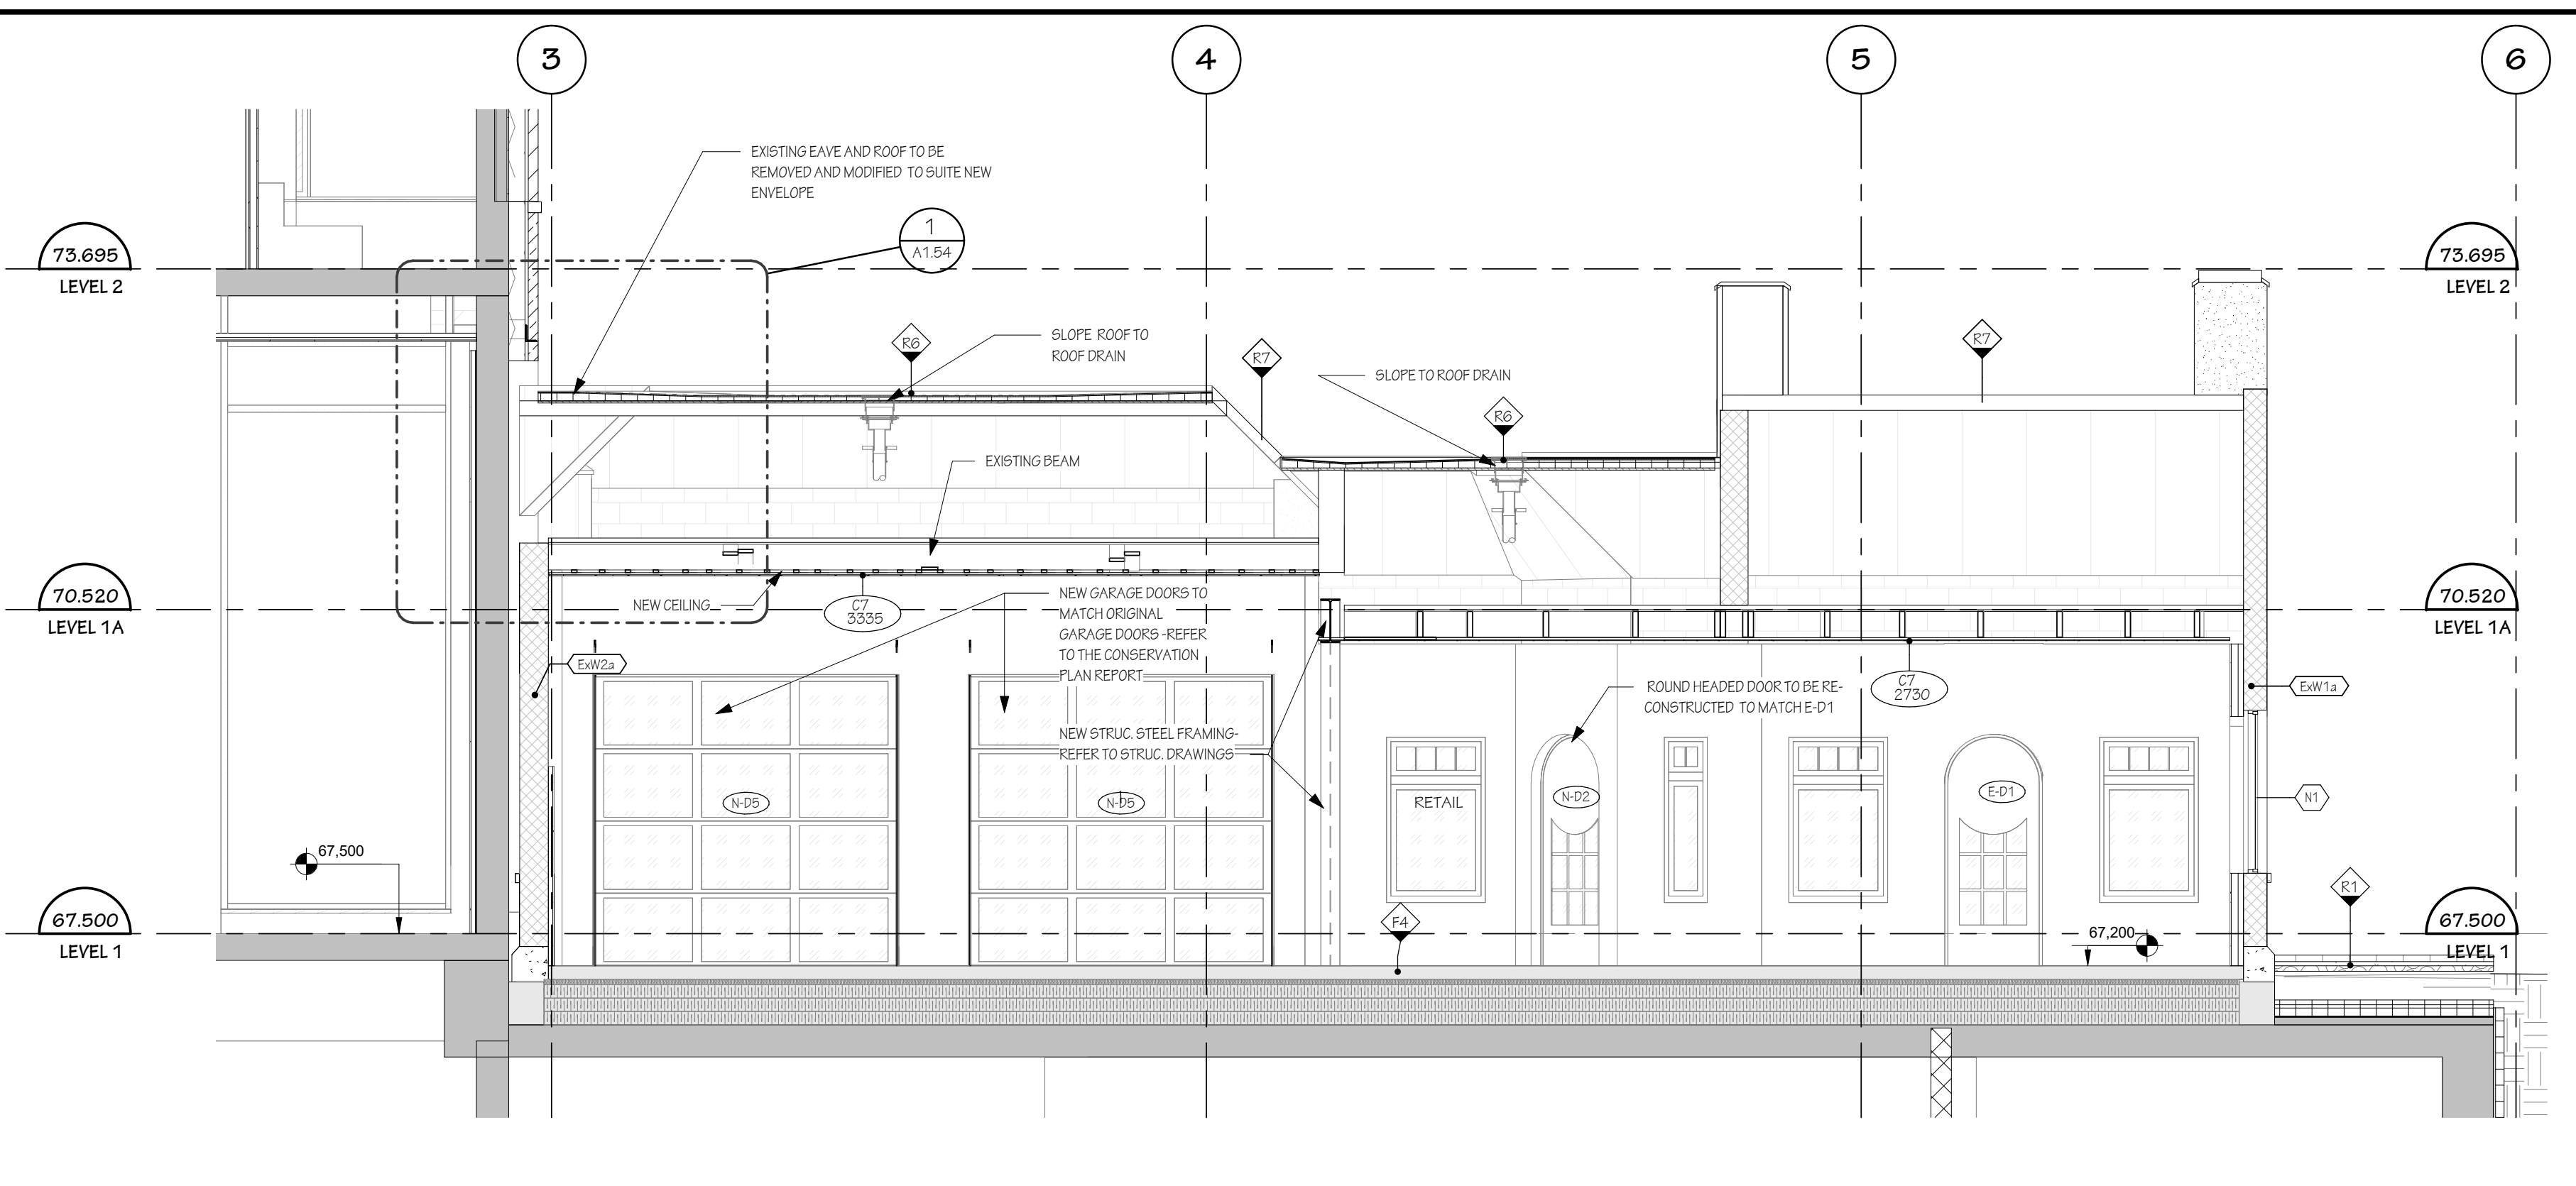 3
4
5
6
EXISTING EAVE AND ROOF TO BE
REMOVED AND MODIFIED TO SUITE NEW
ENVELOPE
1
A1.54
73.695
LEVEL 2
73.695
LEVEL 2
R6
SLOPE ROOF TO
ROOF DRAIN
R7
SLOPE TO ROOF DRAIN
R6
R7
EXISTING BEAM
70.520
LEVEL 1A
NEW CEILING
C7
3335
NEW GARAGE DOORS TO
MATCH ORIGINAL
GARAGE DOORS -REFER
TO THE CONSERVATION
PLAN REPORT
70.520
LEVEL 1A
ExW2a
ROUND HEADED DOOR TO BE RE-
CONSTRUCTED TO MATCH E-D1
C7
2730
ExW1a
NEW STRUC. STEEL FRAMING-
REFER TO STRUC. DRAWINGS
N-D5
N-D5
RETAIL
N-D2
E-D1
N1
67,500
67.500
LEVEL 1
F4
67,200
R1
67.500
LEVEL 1